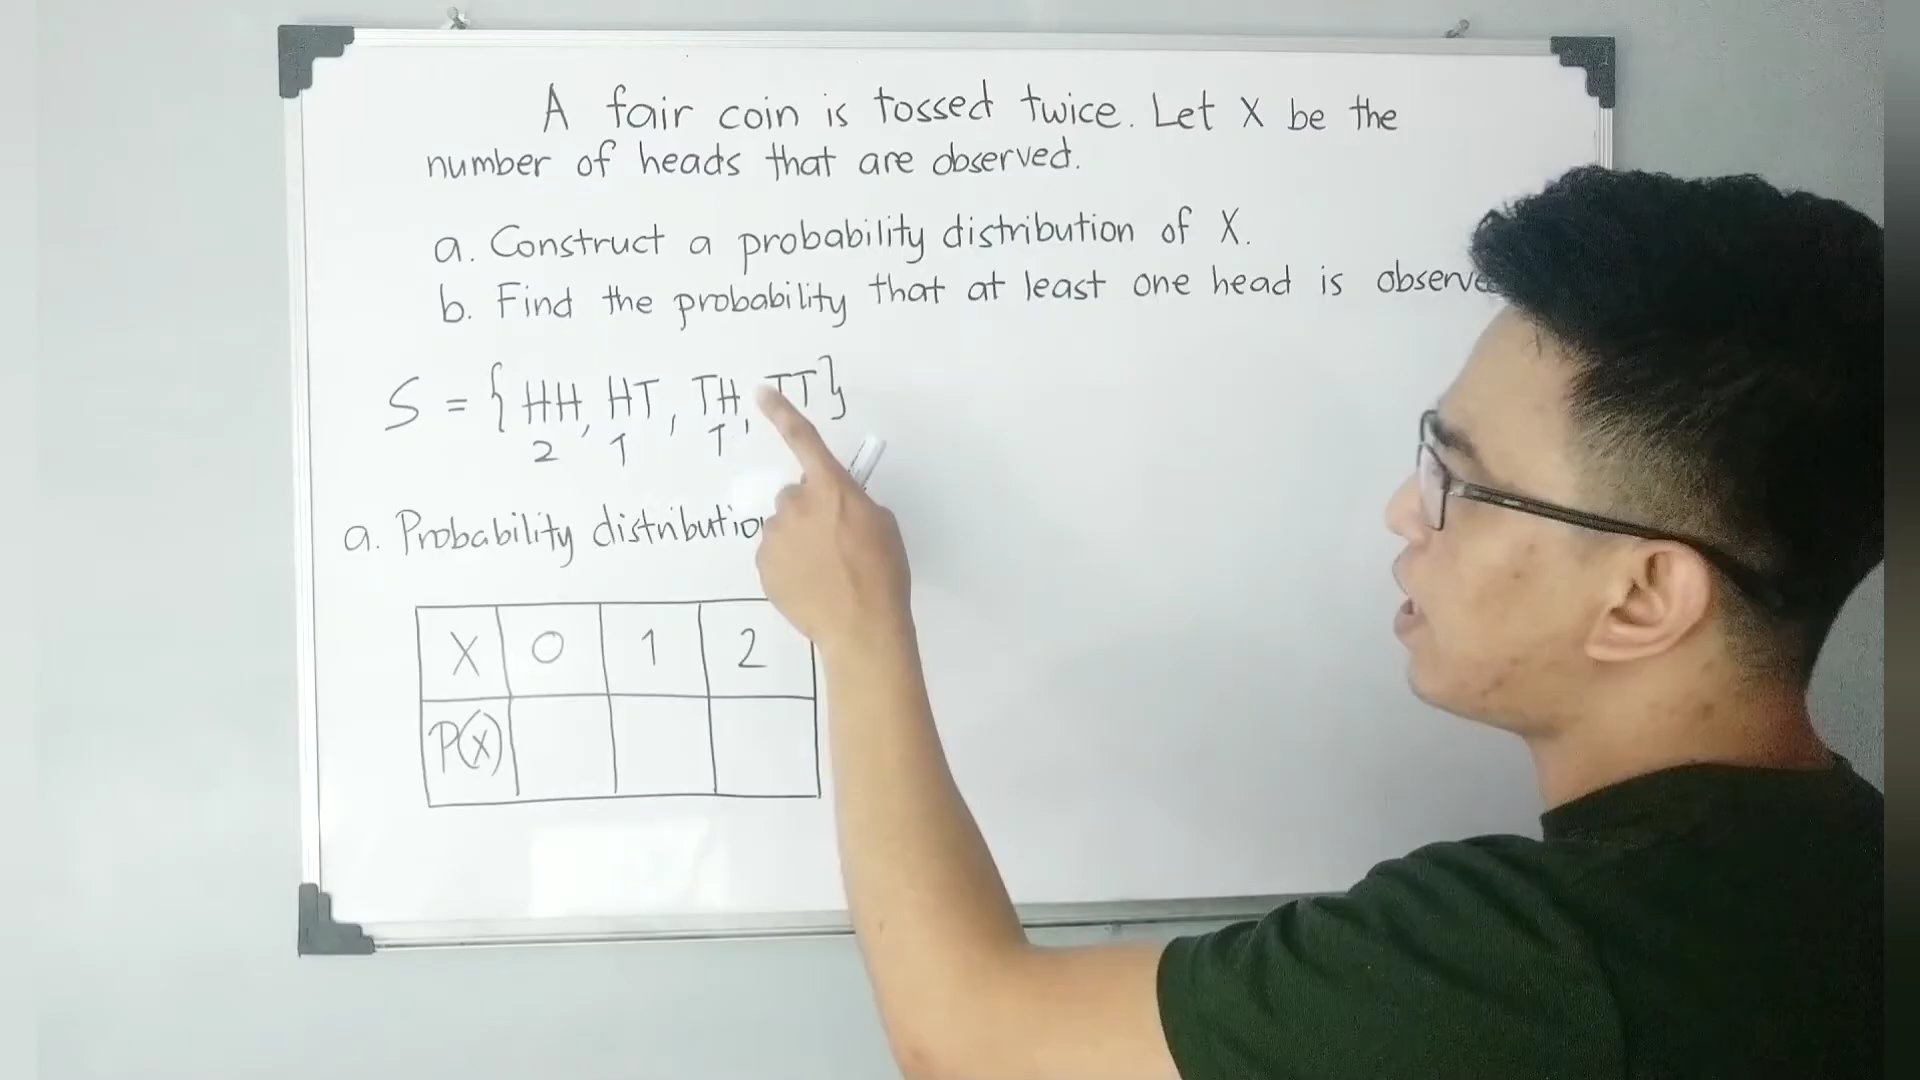 A fair coin is tossed twice. Let X be the
number of heads that are observed.
a. Construct a probability distribution of X.
b. Find the probability that at least one head is
S = {HH, HT, TH, TT}
2 1 1
a. Probability
X 0 1 2
P(X)